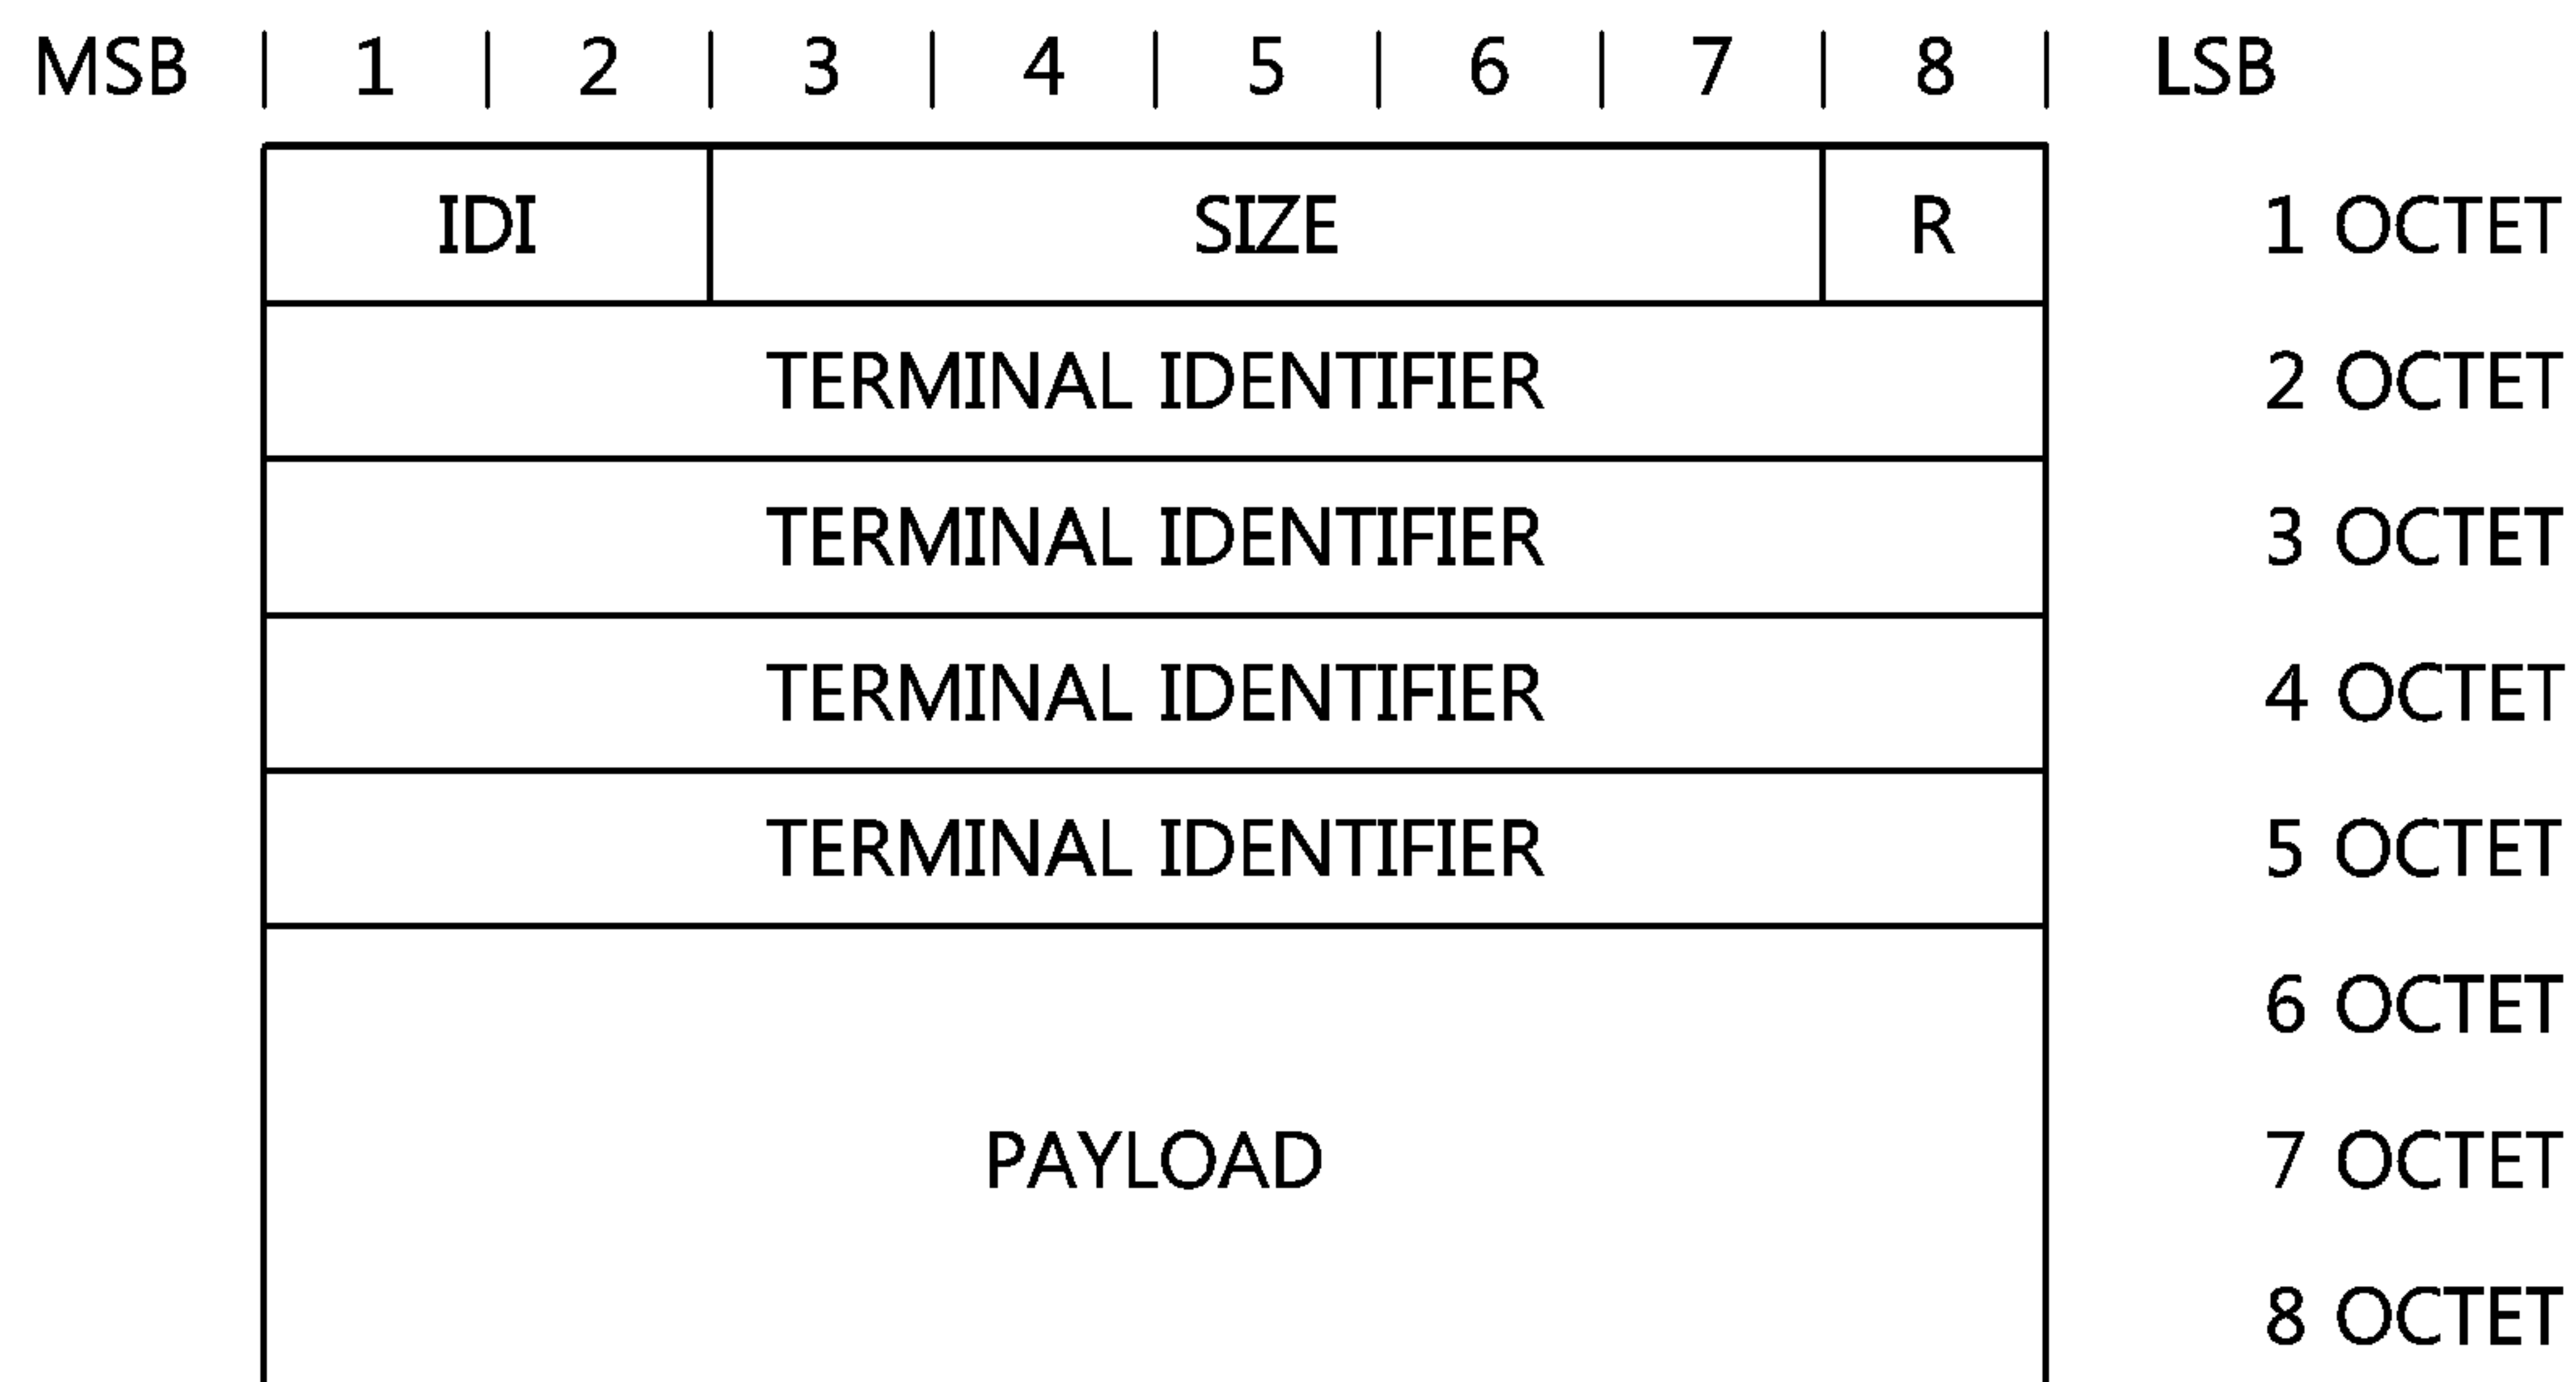 MSB | 1 | 2 | 3 | 4 | 5 | 6 | 7 | 8 | LSB
IDI SIZE R 1 OCTET
TERMINAL IDENTIFIER 2 OCTET
TERMINAL IDENTIFIER 3 OCTET
TERMINAL IDENTIFIER 4 OCTET
TERMINAL IDENTIFIER 5 OCTET
6 OCTET
PAYLOAD 7 OCTET
8 OCTET